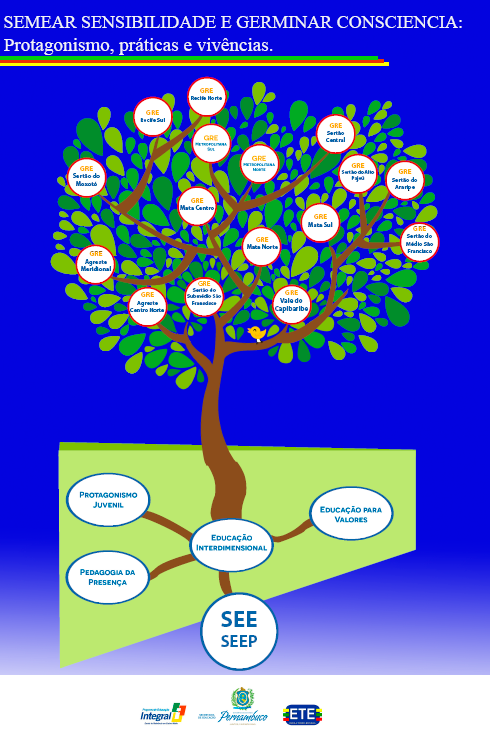 SEMEAR SENSIBILIDADE E GERMINAR CONSCIENCIA:
Protagonismo, práticas e vivências.
GRE
Recife Norte
GRE
Recife Sul
GRE
METROPOLITANA
SUL
GRE
Sertão
Central
GRE
METROPOLITANA
NORTE
GRE
Sertão do Alto
Pajeú
GRE
Sertão do
Moxotó
GRE
Sertão do
Araripe
GRE
Mata Centro
GRE
Mata Sul
GRE
Mata Norte
GRE
Sertão do
Médio São
Francisco
GRE
Agreste
Meridional
GRE
Agreste
Centro Norte
GRE
Sertão do
Submédio São
Francisco
GRE
Vale do
Capibaribe
PROTAGONISMO
JUVENIL
EDUCAÇÃO PARA
VALORES
EDUCAÇÃO
INTERDIMENSIONAL
PEDAGOGIA DA
PRESENÇA
SEE
SEEP
Integral
Pernambuco
ETE